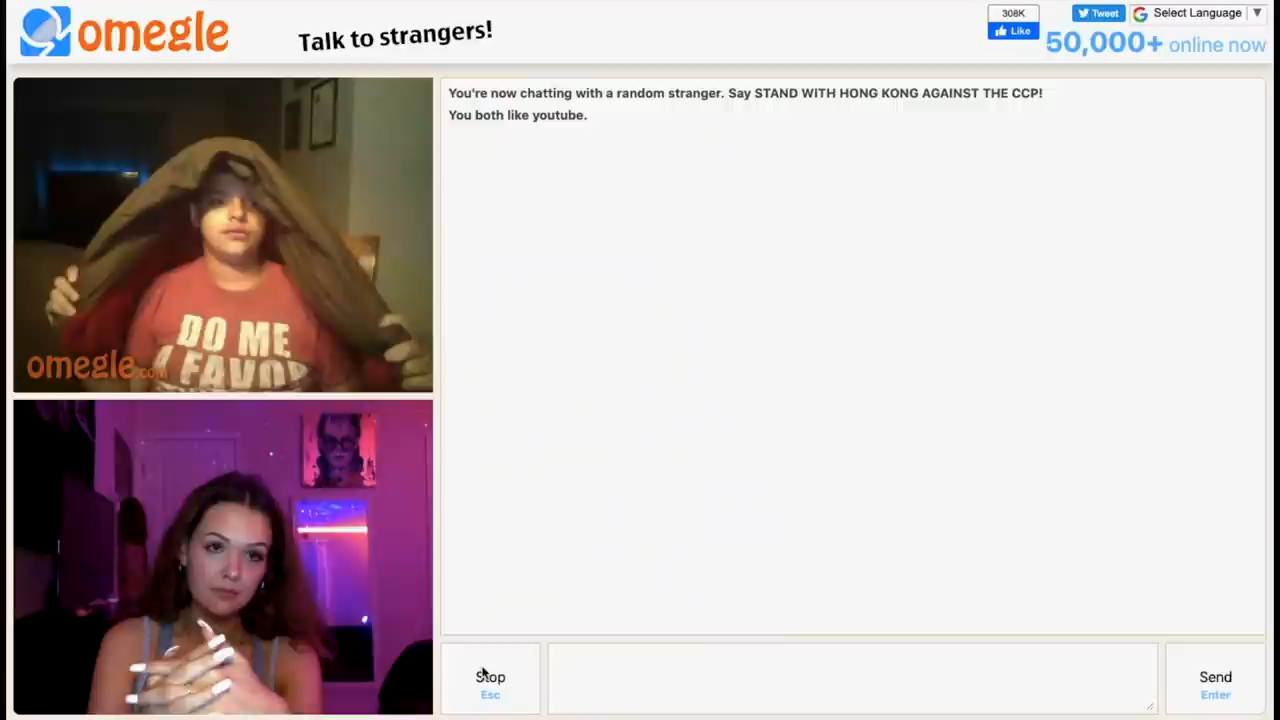 omegle
Talk to strangers!
308K
Like
Tweet
Select Language
50,000+ online now
You're now chatting with a random stranger. Say STAND WITH HONG KONG AGAINST THE CCP!
You both like youtube.
DO ME
A FAVOR
omegle.com
Stop
Esc
Send
Enter